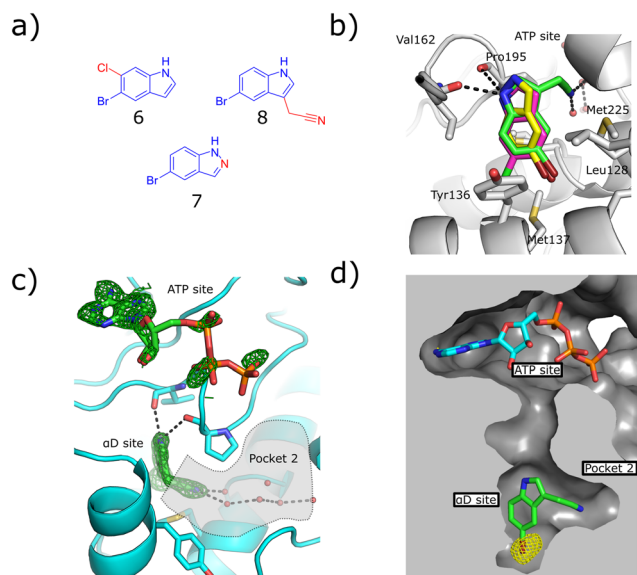 a)
Cl
H
N
Br
6
H
N
Br
N
8
H
N
N
Br
7
b)
ATP site
Val162
Pro195
Met225
Leu128
Tyr136
Met137
c)
ATP site
αD site
Pocket 2
d)
ATP site
Pocket 2
αD site